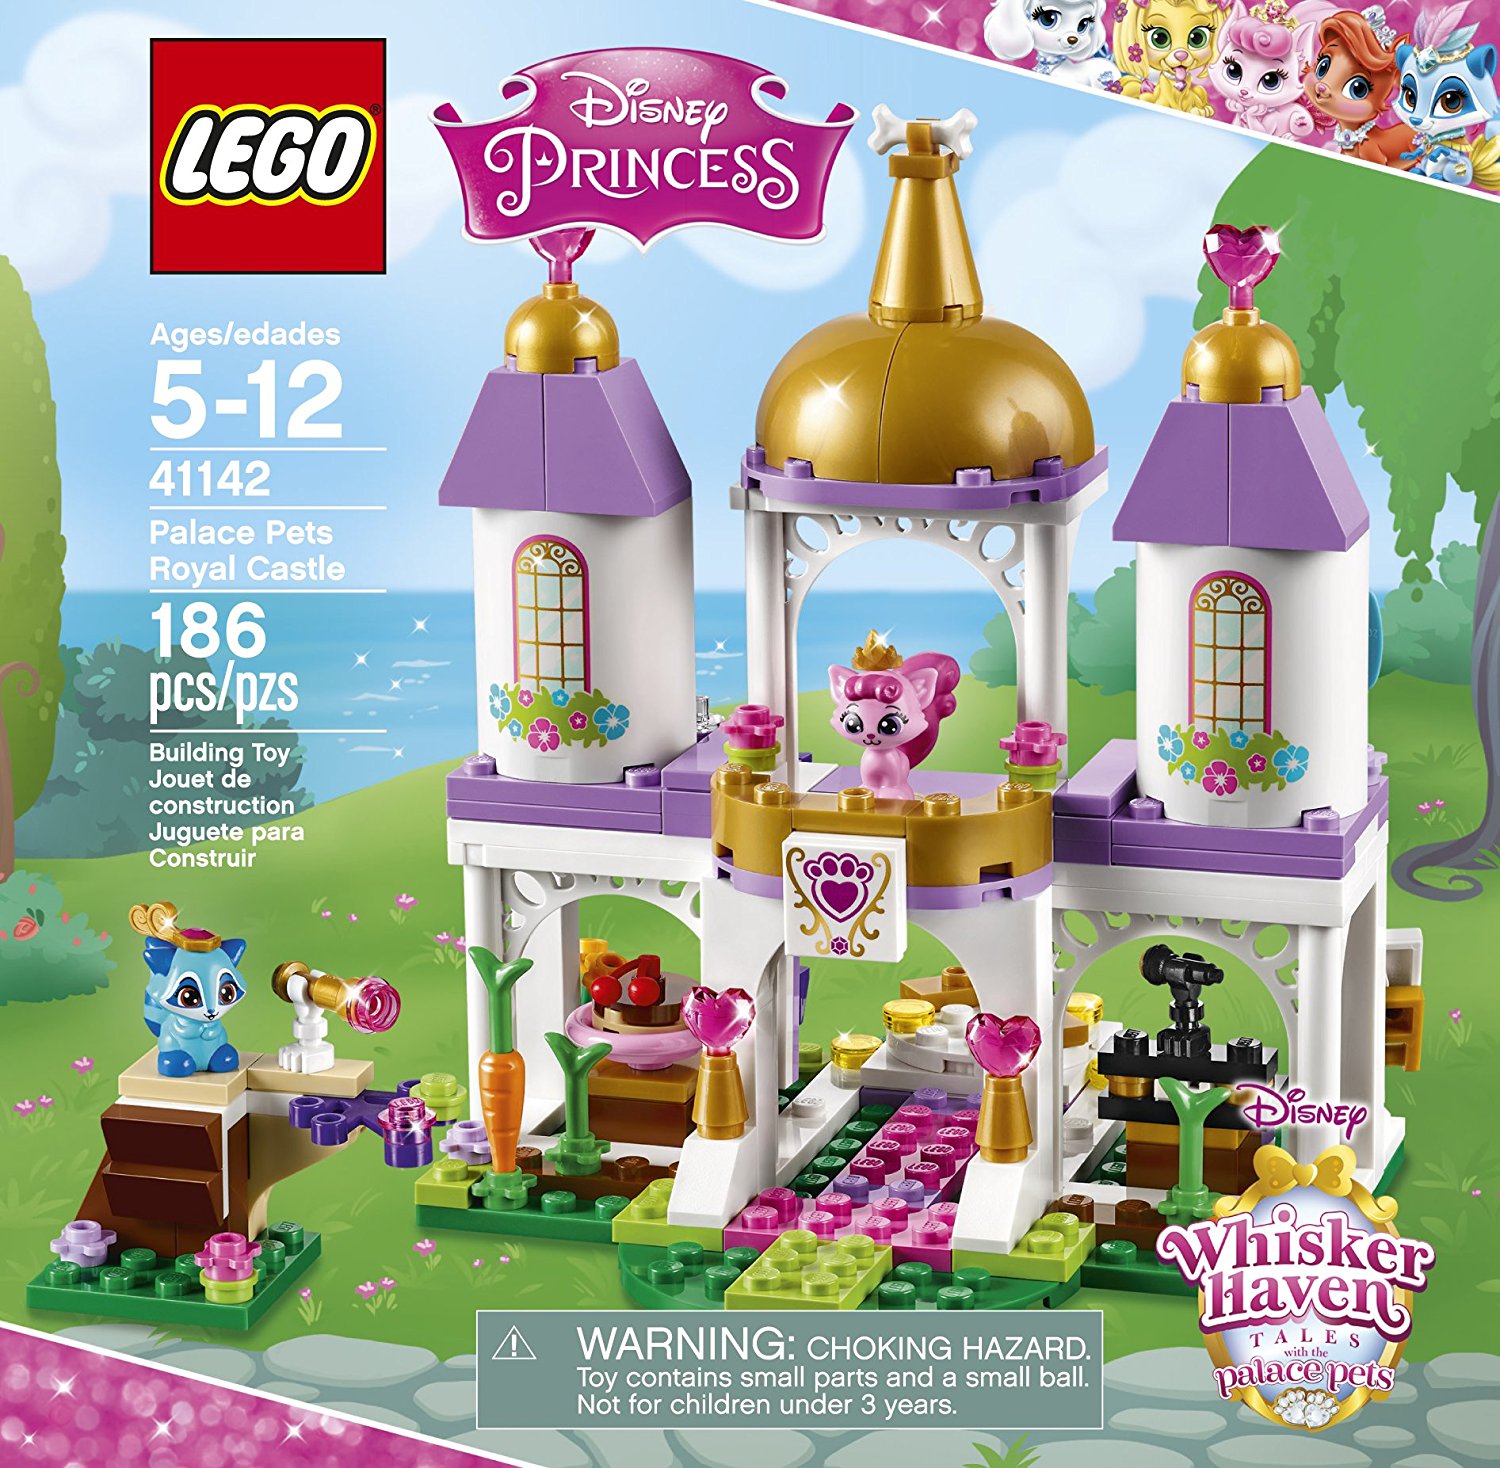 LEGO®
Disney
PRINCESS
Ages/edades
5-12
41142
Palace Pets
Royal Castle
186
pcs/pzs
Building Toy
Jouet de
construction
Juguete para
Construir
Disney
Whisker
Haven
TALES
with the
palace pets
WARNING: CHOKING HAZARD.
Toy contains small parts and a small ball.
Not for children under 3 years.